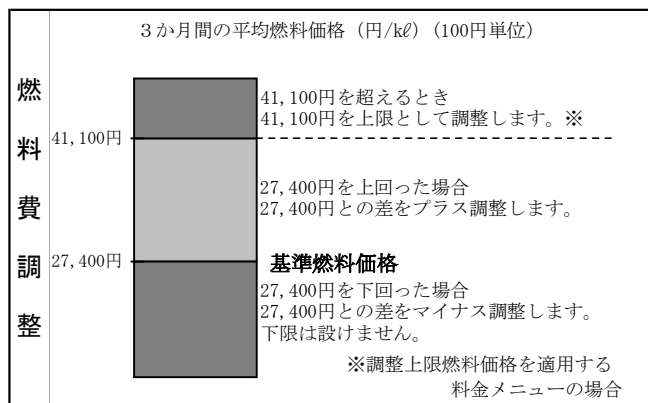 3か月間の平均燃料価格(円/kℓ)(100円単位)
燃料費調整
41,100円を超えるとき
41,100円を上限として調整します。※
41,100円
27,400円を上回った場合
27,400円との差をプラス調整します。
27,400円
基準燃料価格
27,400円を下回った場合
27,400円との差をマイナス調整します。
下限は設けません。
※調整上限燃料価格を適用する
料金メニューの場合